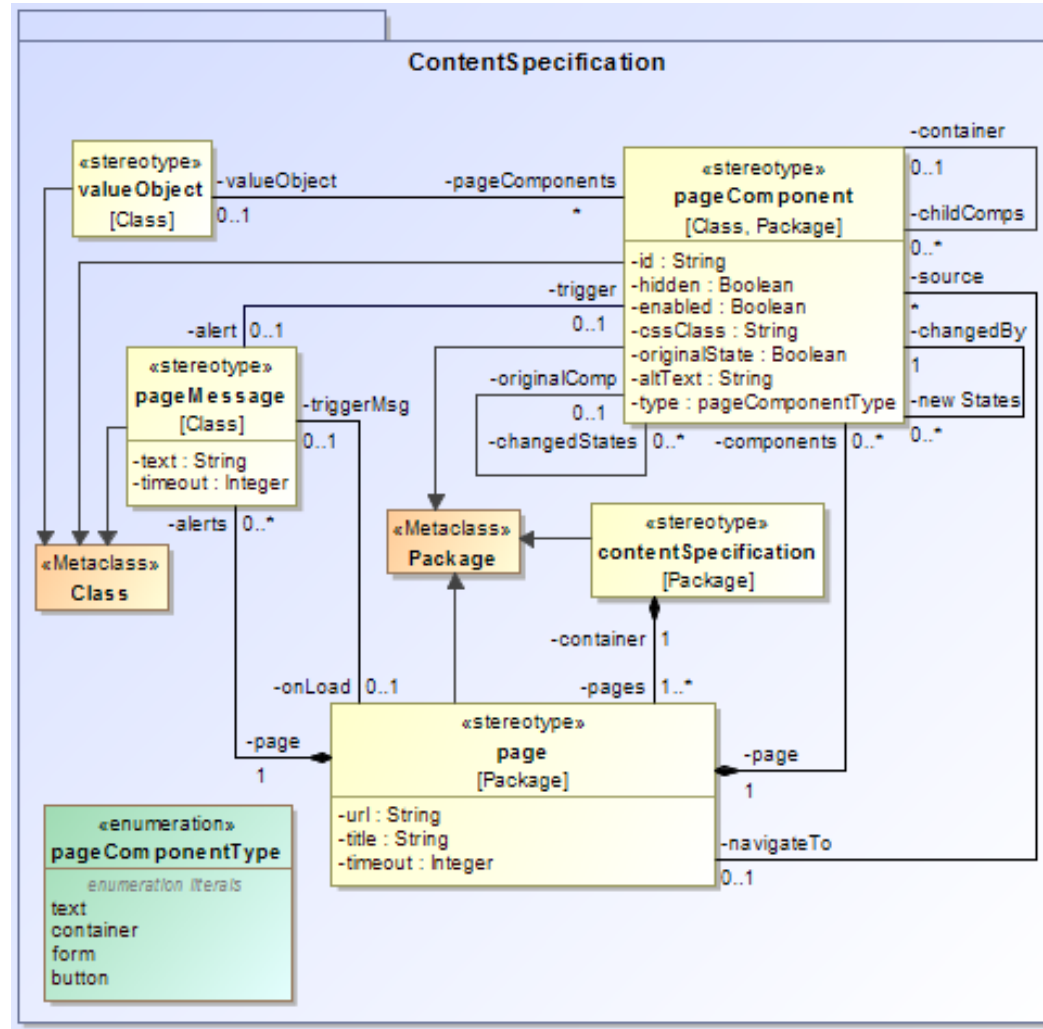 ContentSpecification
«stereotype»
valueObject
[Class]
-valueObject
0..1
-pageComponents
*
«stereotype»
pageComponent
[Class, Package]
-id : String
-hidden : Boolean
-enabled : Boolean
-cssClass : String
-originalState : Boolean
-altText : String
-type : pageComponentType
-container
0..1
-childComps
0..*
-source
*
-changedBy
1
-new States
0..*
-trigger
0..1
-alert
0..1
«stereotype»
pageMessage
[Class]
-text : String
-timeout : Integer
-triggerMsg
0..1
-originalComp
0..1
-changedStates
0..*
-components
0..*
-alerts
0..*
«Metaclass»
Class
«Metaclass»
Package
«stereotype»
contentSpecification
[Package]
-container
1
-onLoad
0..1
-pages
1..*
-page
1
«stereotype»
page
[Package]
-url : String
-title : String
-timeout : Integer
-page
1
-navigateTo
0..1
«enumeration»
pageComponentType
enumeration literals
text
container
form
button